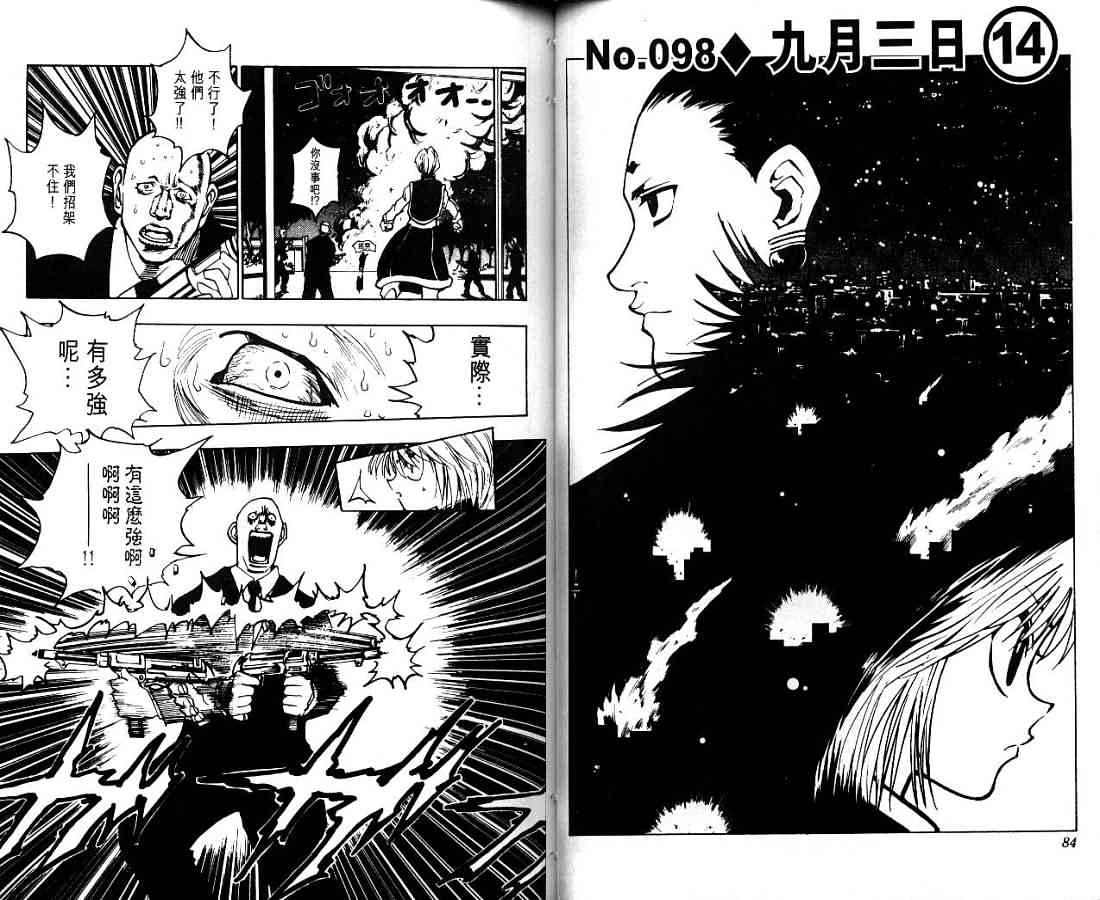 No.098◆九月三日⑭
84
ゴォオオオオ--
你沒事吧!?
不行了!
他們
太強了!!
我們招架
不住!
實際…
有多強
呢…
有這麼強啊
啊啊啊
——!!